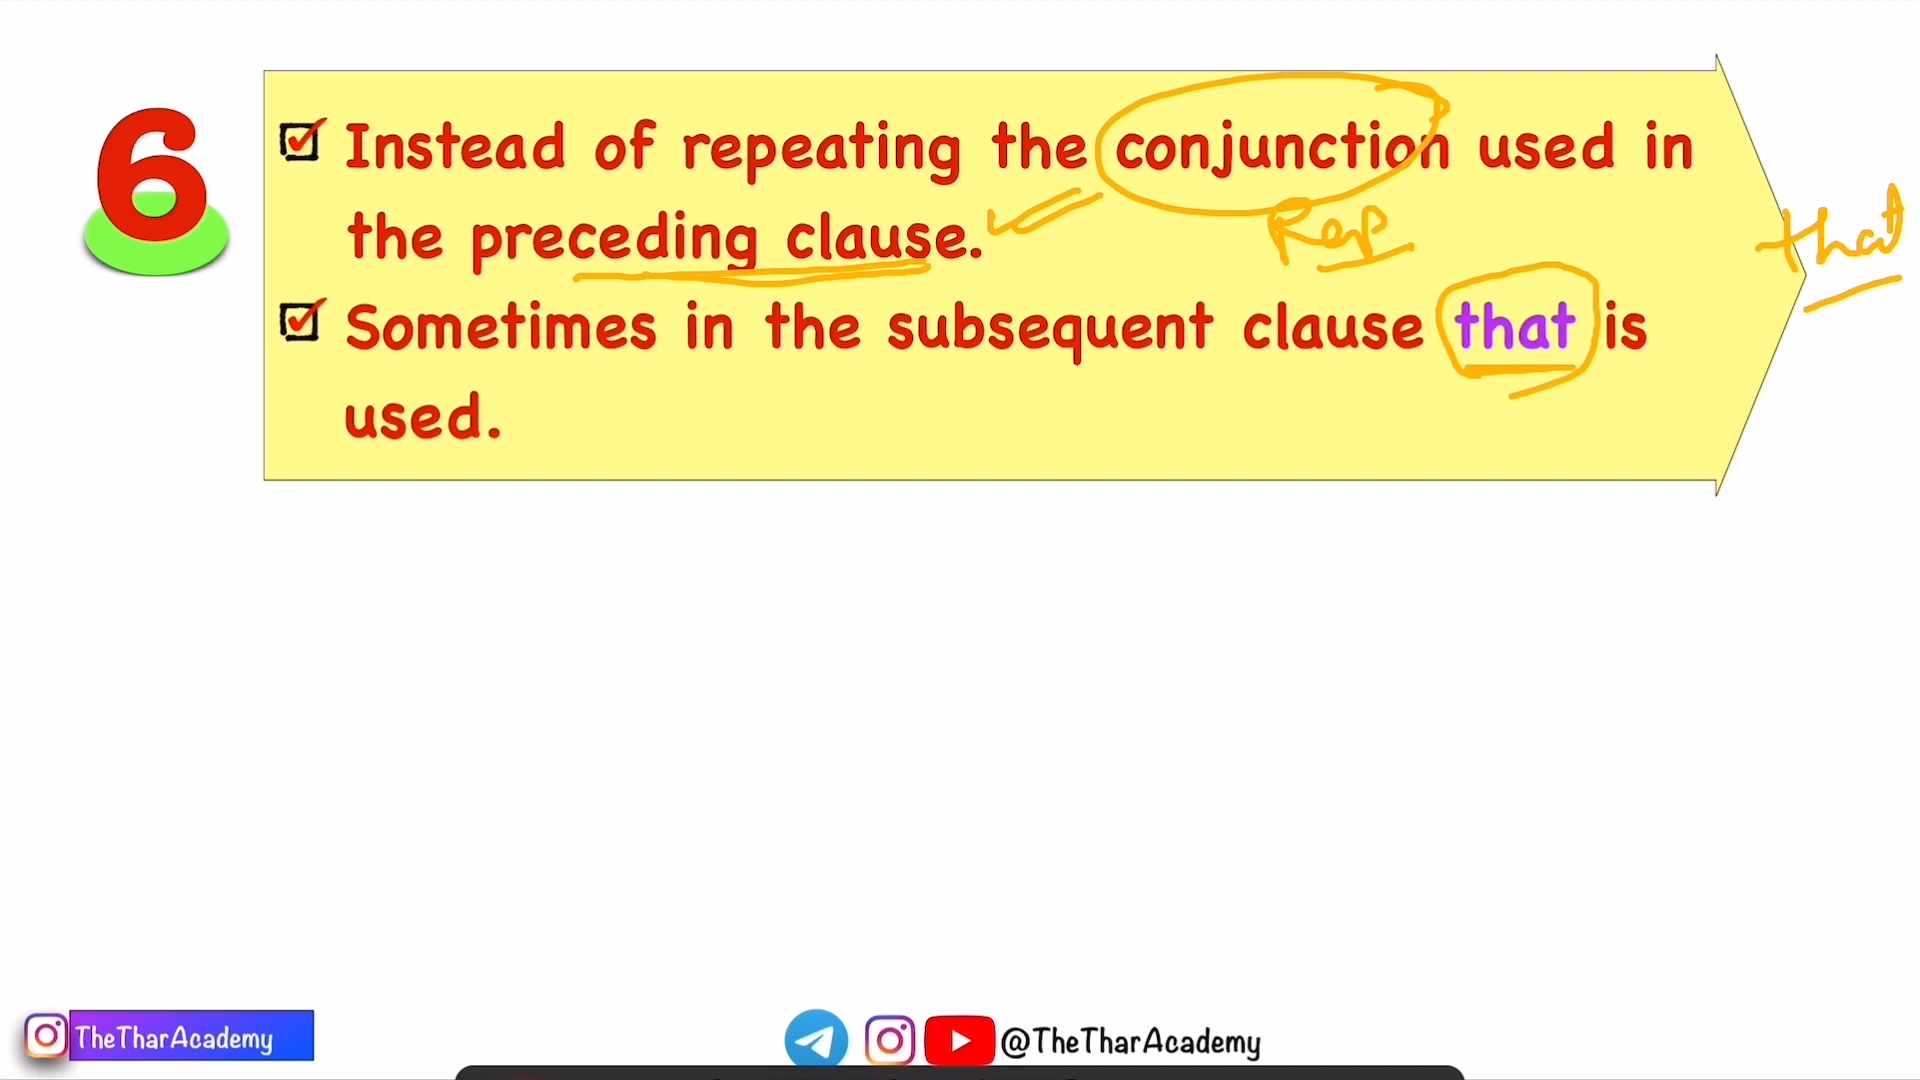 6
Instead of repeating the conjunction used in
the preceding clause.
Rep
that
Sometimes in the subsequent clause that is
used.
TheTharAcademy
@TheTharAcademy